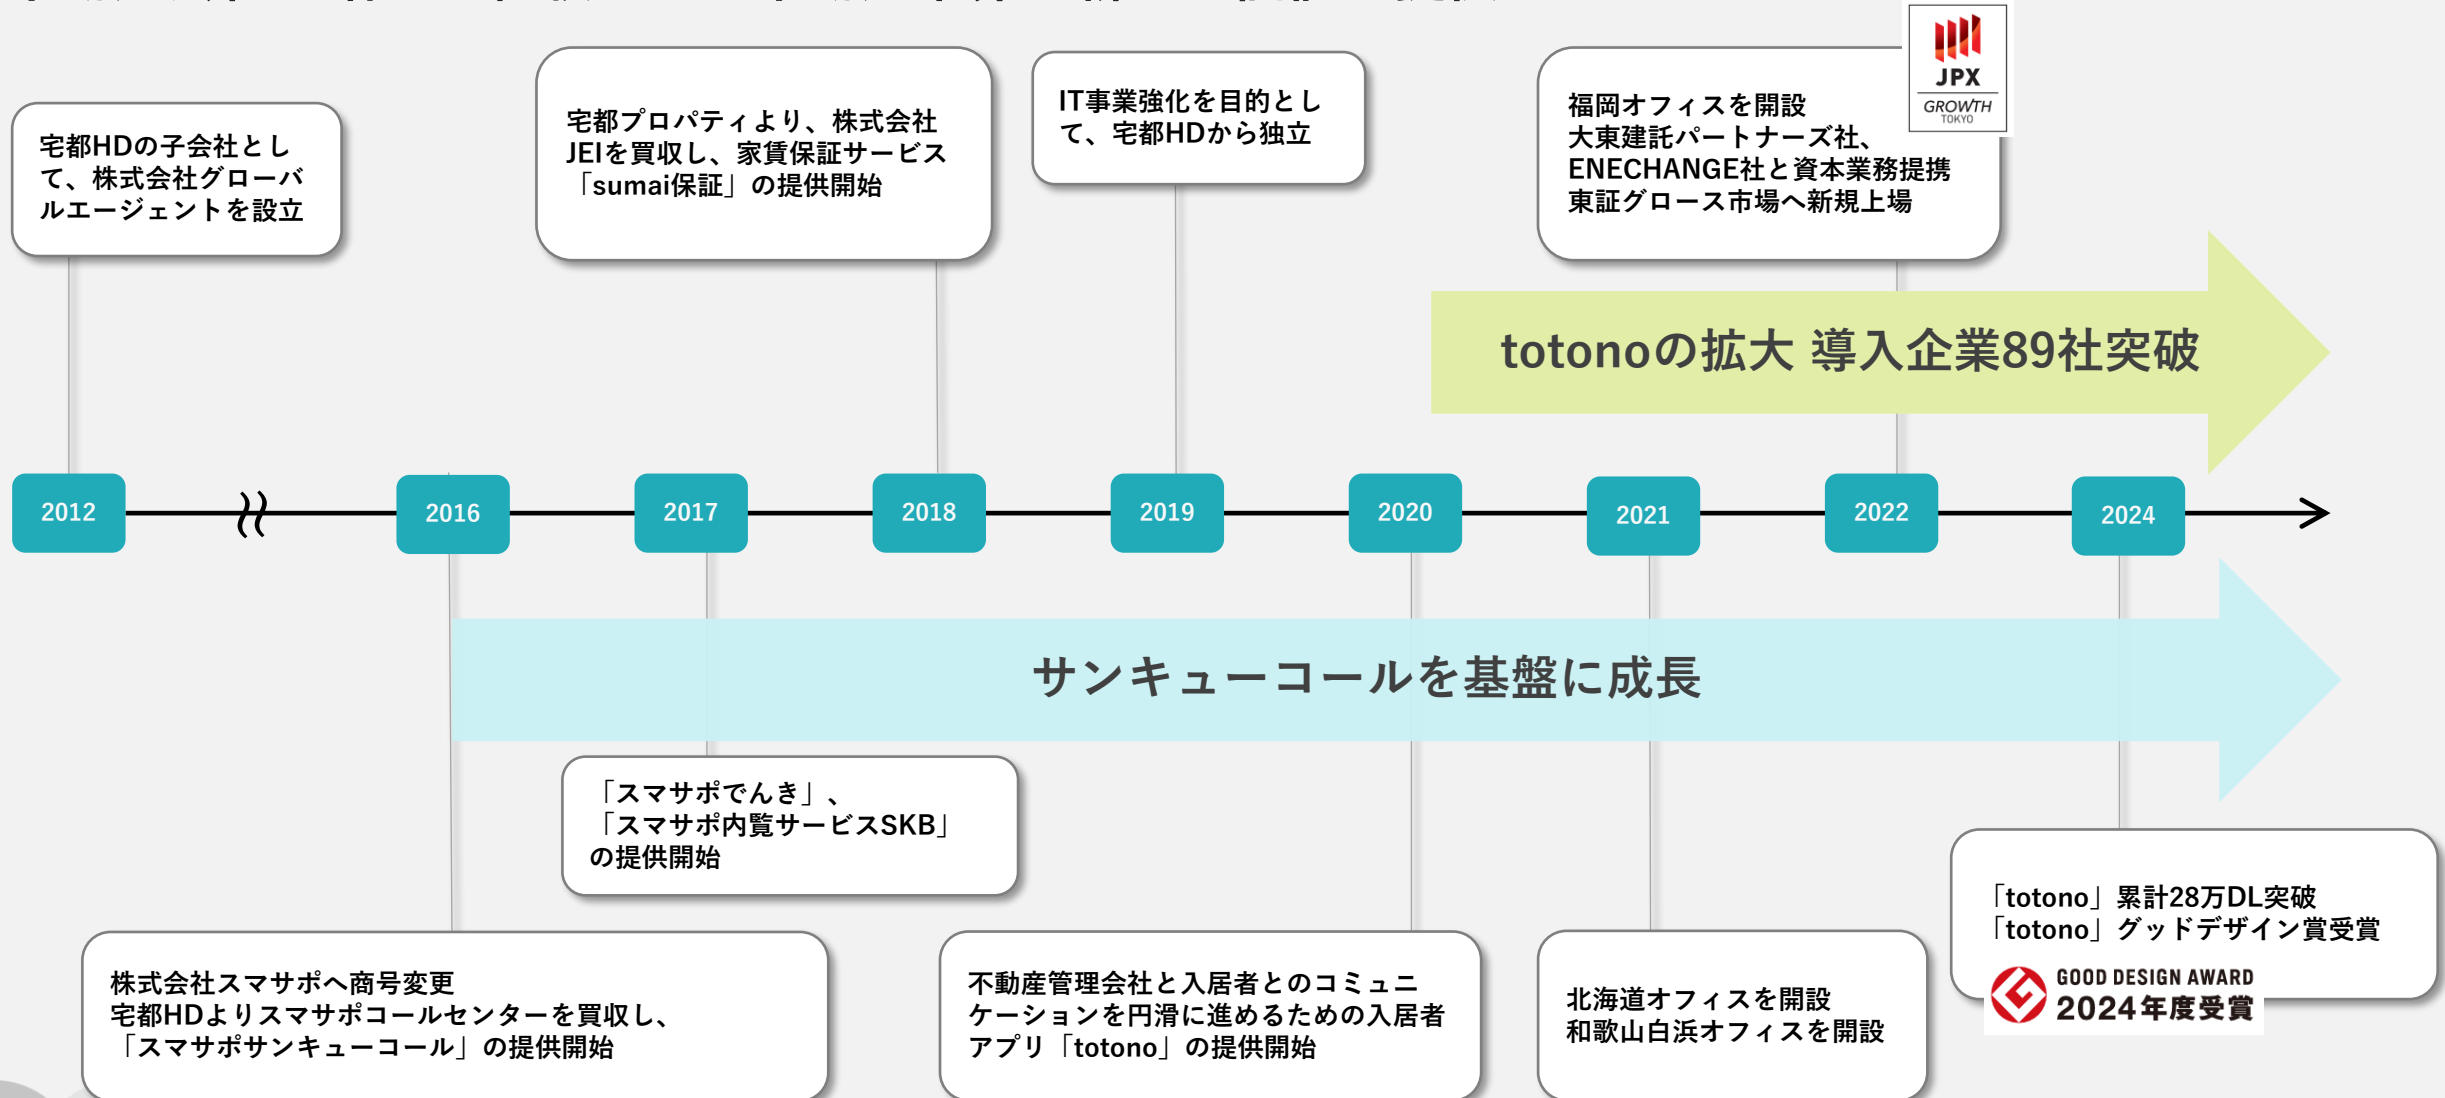 宅都HDの子会社とし
て、株式会社グローバ
ルエージェントを設立
宅都プロパティより、株式会社
JEIを買収し、家賃保証サービス
「sumai保証」の提供開始
IT事業強化を目的とし
て、宅都HDから独立
福岡オフィスを開設
大東建託パートナーズ社、
ENECHANGE社と資本業務提携
東証グロース市場へ新規上場
JPX
GROWTH
TOKYO
totonoの拡大 導入企業89社突破
2012
2016
2017
2018
2019
2020
2021
2022
2024
サンキューコールを基盤に成長
「スマサポでんき」、
「スマサポ内覧サービスSKB」
の提供開始
株式会社スマサポへ商号変更
宅都HDよりスマサポコールセンターを買収し、
「スマサポサンキューコール」の提供開始
不動産管理会社と入居者とのコミュニ
ケーションを円滑に進めるための入居者
アプリ「totono」の提供開始
北海道オフィスを開設
和歌山白浜オフィスを開設
「totono」累計28万DL突破
「totono」グッドデザイン賞受賞
GOOD DESIGN AWARD
2024年度受賞